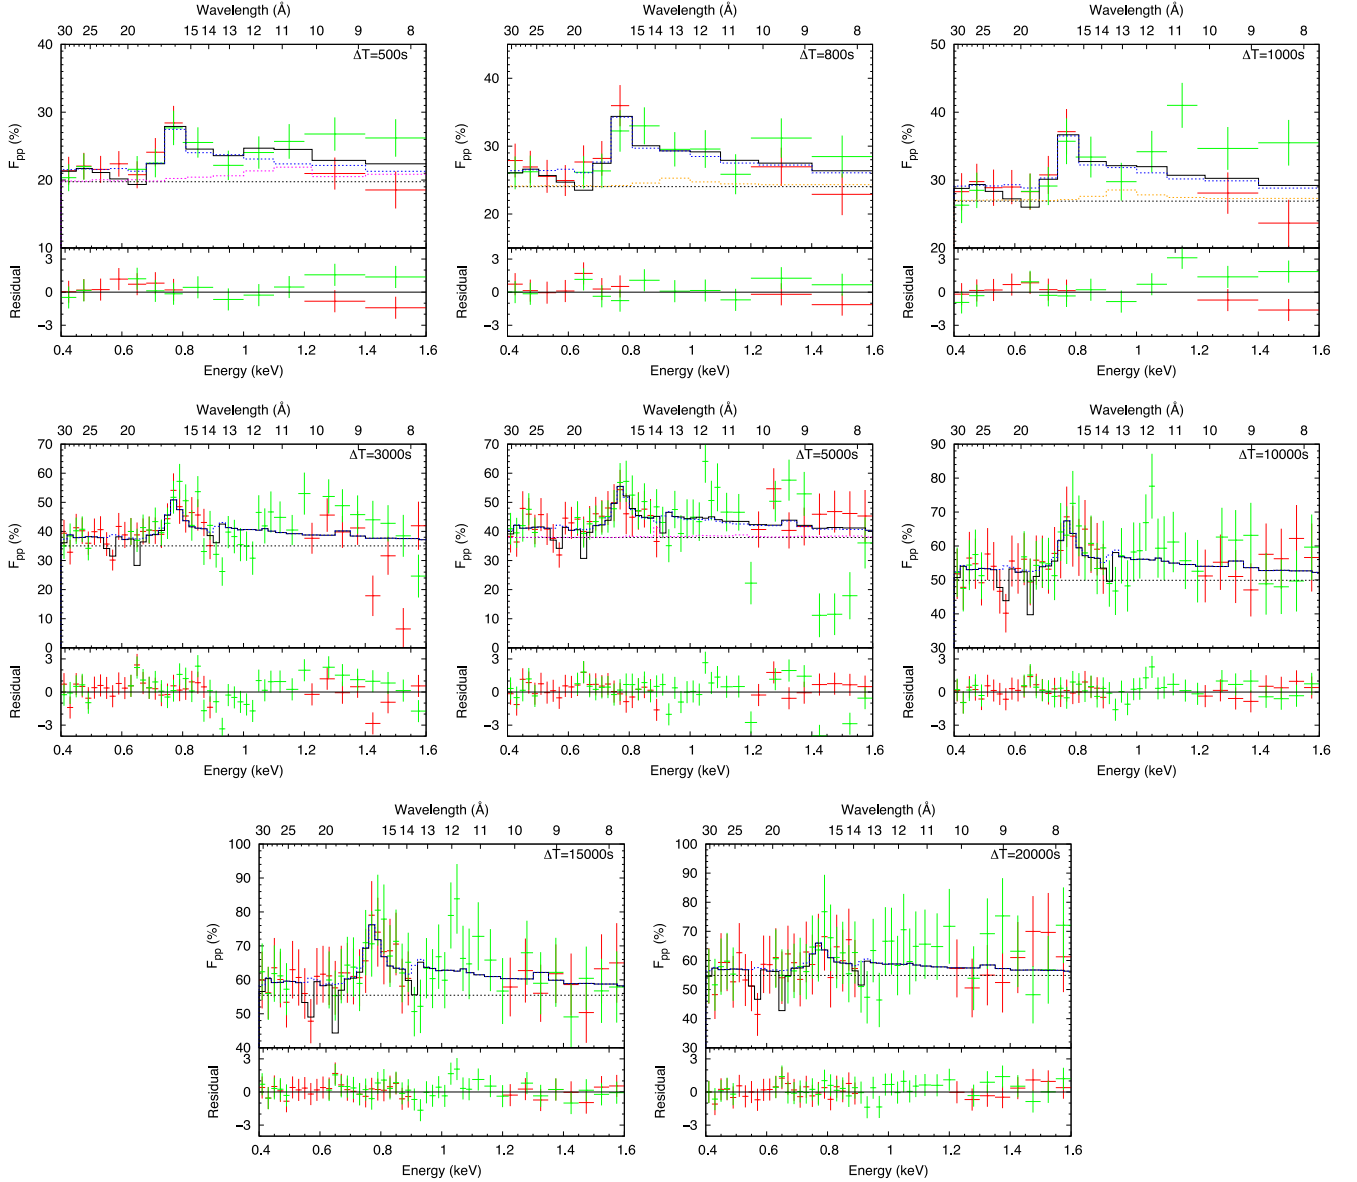 Wavelength (Å) Wavelength (Å) Wavelength (Å)
30 25 20 15 14 13 12 11 10 9 8 30 25 20 15 14 13 12 11 10 9 8 30 25 20 15 14 13 12 11 10 9 8
40 ΔT=500s 45 ΔT=800s 50 ΔT=1000s
Fpp (%) 30 20 10
Fpp (%) 35 25 15
Fpp (%) 40 30 20
Residual 3 0 −3
Residual 3 0 −3
Residual 3 0 −3
0.4 0.6 0.8 1 1.2 1.4 1.6 0.4 0.6 0.8 1 1.2 1.4 1.6 0.4 0.6 0.8 1 1.2 1.4 1.6
Energy (keV) Energy (keV) Energy (keV)
Wavelength (Å) Wavelength (Å) Wavelength (Å)
30 25 20 15 14 13 12 11 10 9 8 30 25 20 15 14 13 12 11 10 9 8 30 25 20 15 14 13 12 11 10 9 8
70 ΔT=3000s 70 ΔT=5000s 90 ΔT=10000s
Fpp (%) 60 50 40 30 20 10 0
Fpp (%) 60 50 40 30 20 10 0
Fpp (%) 80 70 60 50 40 30
Residual 3 0 −3
Residual 3 0 −3
Residual 3 0 −3
0.4 0.6 0.8 1 1.2 1.4 1.6 0.4 0.6 0.8 1 1.2 1.4 1.6 0.4 0.6 0.8 1 1.2 1.4 1.6
Energy (keV) Energy (keV) Energy (keV)
Wavelength (Å) Wavelength (Å)
30 25 20 15 14 13 12 11 10 9 8 30 25 20 15 14 13 12 11 10 9 8
100 ΔT=15000s 100 ΔT=20000s
Fpp (%) 90 80 70 60 50 40
Fpp (%) 90 80 70 60 50 40 30
Residual 3 0 −3
Residual 3 0 −3
0.4 0.6 0.8 1 1.2 1.4 1.6 0.4 0.6 0.8 1 1.2 1.4 1.6
Energy (keV) Energy (keV)